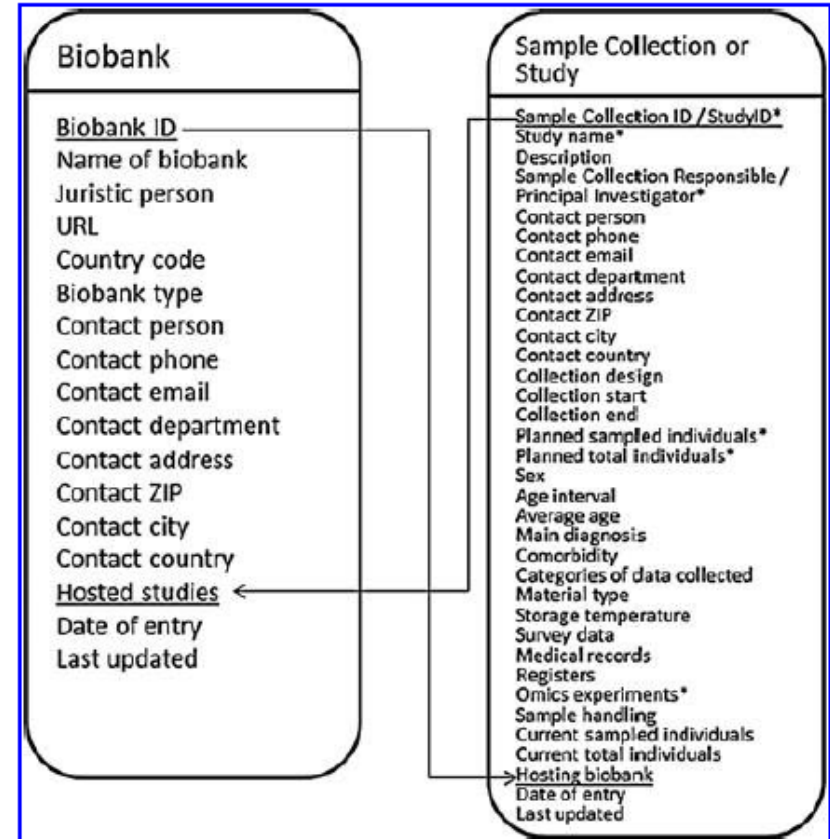 Biobank
Biobank ID
Name of biobank
Juristic person
URL
Country code
Biobank type
Contact person
Contact phone
Contact email
Contact department
Contact address
Contact ZIP
Contact city
Contact country
Hosted studies
Date of entry
Last updated
Sample Collection or
Study
Sample Collection ID /StudyID*
Study name*
Description
Sample Collection Responsible/
Principal Investigator*
Contact person
Contact phone
Contact email
Contact department
Contact address
Contact ZIP
Contact city
Contact country
Collection design
Collection start
Collection end
Planned sampled individuals*
Planned total individuals*
Sex
Age interval
Average age
Main diagnosis
Comorbidity
Categories of data collected
Material type
Storage temperature
Survey data
Medical records
Registers
Omics experiments*
Sample handling
Current sampled individuals
Current total individuals
Hosting biobank
Date of entry
Last updated